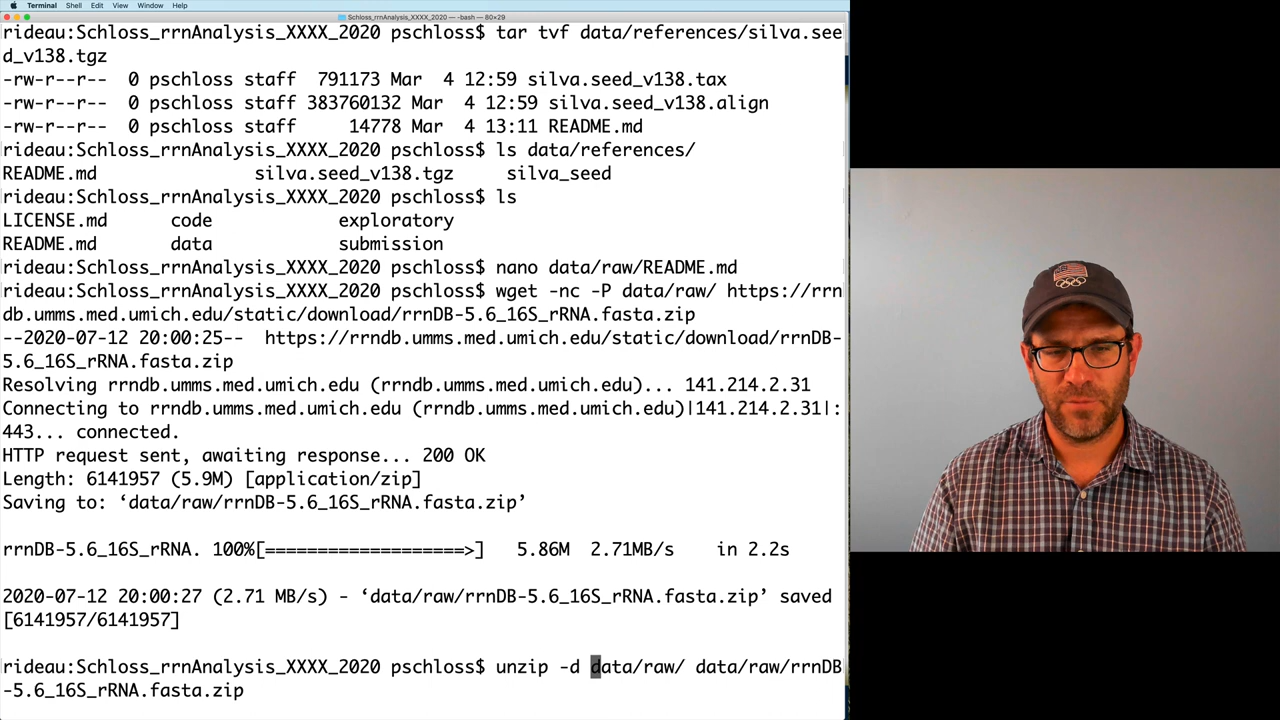 Terminal Shell Edit View Window Help
Schloss_rrnAnalysis_XXXX_2020 — -bash — 80×29
rideau:Schloss_rrnAnalysis_XXXX_2020 pschloss$ tar tvf data/references/silva.see
d_v138.tgz
-rw-r--r-- 0 pschloss staff 791173 Mar 4 12:59 silva.seed_v138.tax
-rw-r--r-- 0 pschloss staff 383760132 Mar 4 12:59 silva.seed_v138.align
-rw-r--r-- 0 pschloss staff 14778 Mar 4 13:11 README.md
rideau:Schloss_rrnAnalysis_XXXX_2020 pschloss$ ls data/references/
README.md silva.seed_v138.tgz silva_seed
rideau:Schloss_rrnAnalysis_XXXX_2020 pschloss$ ls
LICENSE.md code exploratory
README.md data submission
rideau:Schloss_rrnAnalysis_XXXX_2020 pschloss$ nano data/raw/README.md
rideau:Schloss_rrnAnalysis_XXXX_2020 pschloss$ wget -nc -P data/raw/ https://rrn
db.umms.med.umich.edu/static/download/rrnDB-5.6_16S_rRNA.fasta.zip
--2020-07-12 20:00:25-- https://rrndb.umms.med.umich.edu/static/download/rrnDB-
5.6_16S_rRNA.fasta.zip
Resolving rrndb.umms.med.umich.edu (rrndb.umms.med.umich.edu)... 141.214.2.31
Connecting to rrndb.umms.med.umich.edu (rrndb.umms.med.umich.edu)|141.214.2.31|:
443... connected.
HTTP request sent, awaiting response... 200 OK
Length: 6141957 (5.9M) [application/zip]
Saving to: ‘data/raw/rrnDB-5.6_16S_rRNA.fasta.zip’
rrnDB-5.6_16S_rRNA. 100%[===================>] 5.86M 2.71MB/s in 2.2s
2020-07-12 20:00:27 (2.71 MB/s) - ‘data/raw/rrnDB-5.6_16S_rRNA.fasta.zip’ saved
[6141957/6141957]
rideau:Schloss_rrnAnalysis_XXXX_2020 pschloss$ unzip -d data/raw/ data/raw/rrnDB
-5.6_16S_rRNA.fasta.zip